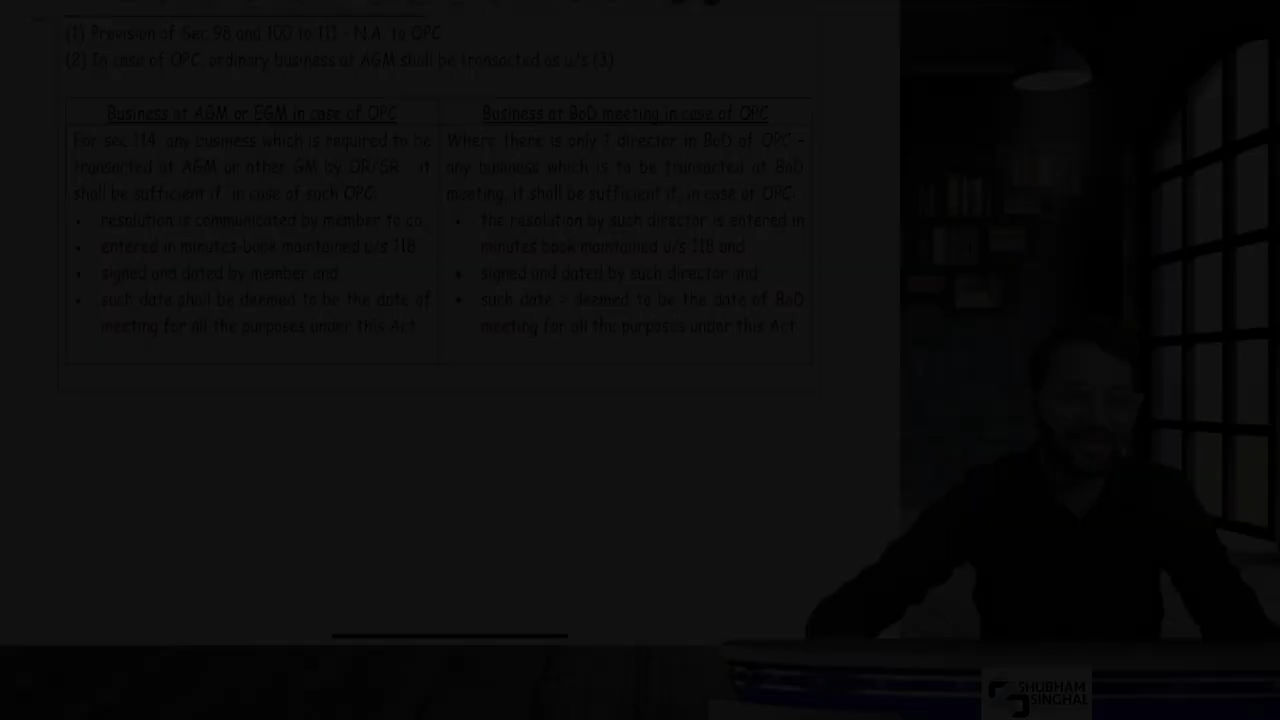 (1) Provision of Sec 98 and 100 to 111 - N.A. to OPC
(2) In case of OPC, ordinary business at AGM shall be transacted as u/s (3)
Business at AGM or EGM in case of OPC
For sec 114, any business which is required to be
transacted at AGM or other GM by OR/SR it
shall be sufficient if, in case of such OPC:
• resolution is communicated by member to co.
• entered in minutes-book maintained u/s 118
• signed and dated by member and
• such date shall be deemed to be the date of
meeting for all the purposes under this Act
Business at BoD meeting in case of OPC
Where there is only 1 director in BoD of OPC –
any business which is to be transacted at BoD
meeting, it shall be sufficient if, in case of OPC:
• the resolution by such director is entered in
minutes book maintained u/s 118 and
• signed and dated by such director and
• such date = deemed to be the date of BoD
meeting for all the purposes under this Act
SHUBHAM
SINGHAL